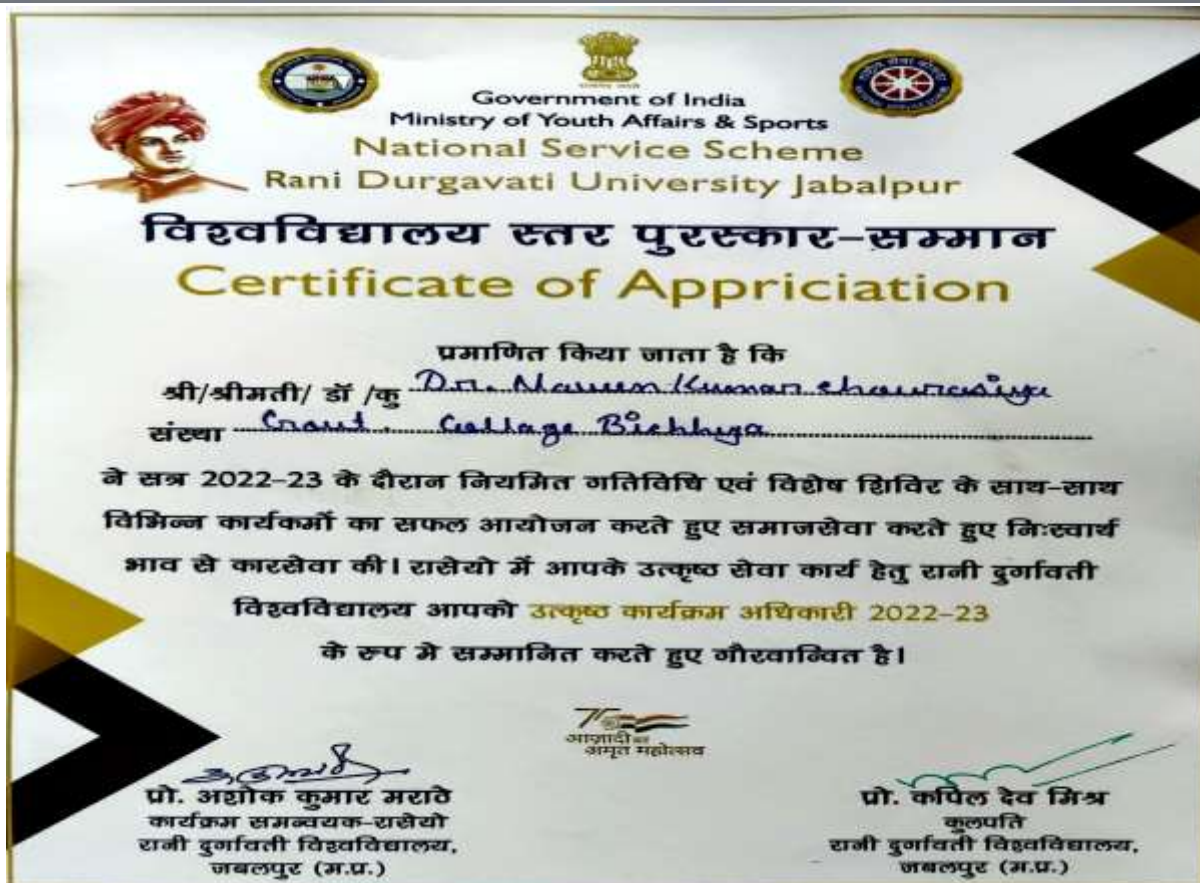 Government of India
Ministry of Youth Affairs & Sports
National Service Scheme
Rani Durgavati University Jabalpur
विश्वविद्यालय स्तर पुरस्कार-सम्मान
Certificate of Appriciation
प्रमाणित किया जाता है कि
श्री/श्रीमती/ डॉ /कु Dr. Naveen Kumar chaurasiya
संस्था Govt. Collage Bichhiya
ने सत्र 2022-23 के दौरान नियमित गतिविधि एवं विशेष शिविर के साथ-साथ
विभिन्न कार्यकमों का सफल आयोजन करते हुए समाजसेवा करते हुए निःस्वार्थ
भाव से कारसेवा की। रासेयो में आपके उत्कृष्ठ सेवा कार्य हेतु रानी दुर्गावती
विश्वविद्यालय आपको उत्कृष्ठ कार्यक्रम अधिकारी 2022-23
के रूप मे सम्मानित करते हुए गौरवान्वित है।
75
आज़ादी का
अमृत महोत्सव
प्रो. अशोक कुमार मराठे
कार्यक्रम समन्वयक-रासेयो
रानी दुर्गावती विश्वविद्यालय,
जबलपुर (म.प्र.)
प्रो. कपिल देव मिश्र
कुलपति
रानी दुर्गावती विश्वविद्यालय,
जबलपुर (म.प्र.)